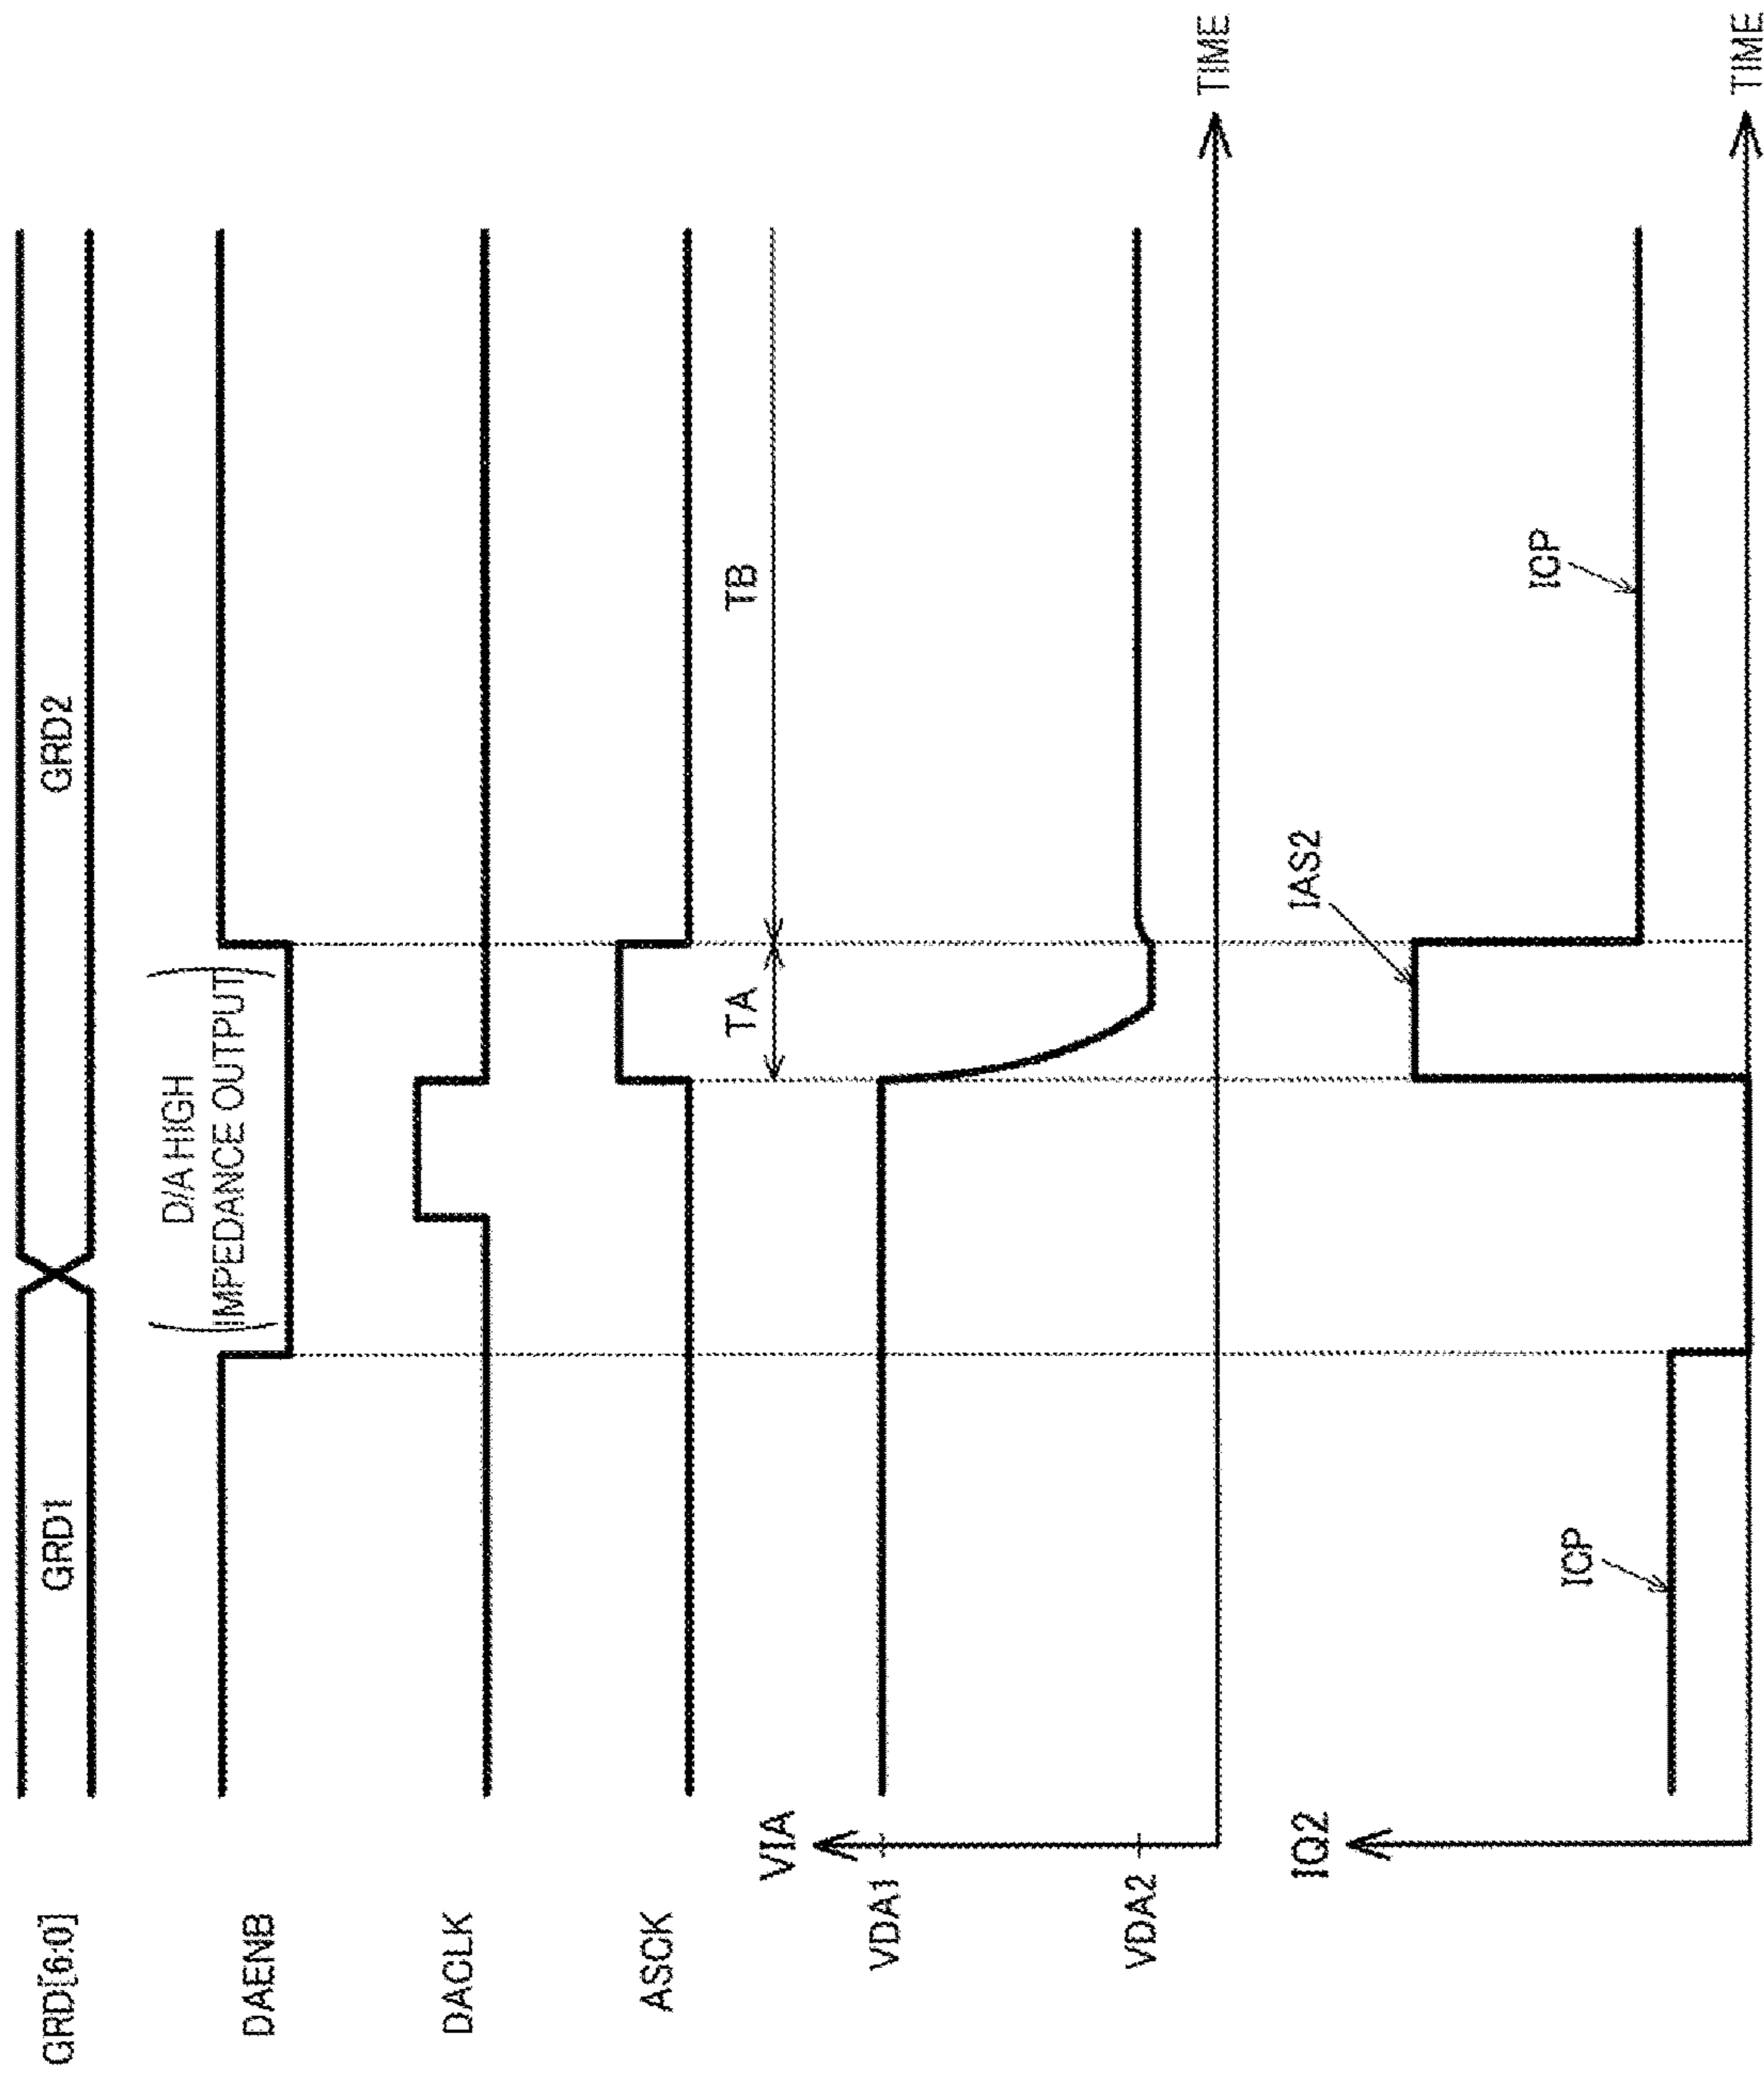 GRD[6:0]
GRD1
GRD2
DAENB
D/A HIGH
IMPEDANCE OUTPUT
DACLK
ASCK
TA
TB
VIA
VDA1
VDA2
TIME
IQ2
ICP
IAS2
ICP
TIME